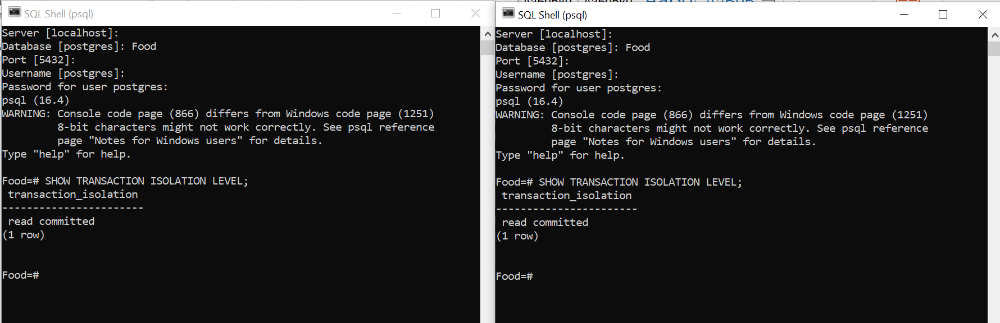 SQL Shell (psql)
Server [localhost]:
Database [postgres]: Food
Port [5432]:
Username [postgres]:
Password for user postgres:
psql (16.4)
WARNING: Console code page (866) differs from Windows code page (1251)
         8-bit characters might not work correctly. See psql reference
         page "Notes for Windows users" for details.
Type "help" for help.

Food=# SHOW TRANSACTION ISOLATION LEVEL;
 transaction_isolation
-----------------------
 read committed
(1 row)


Food=#
SQL Shell (psql)
Server [localhost]:
Database [postgres]: Food
Port [5432]:
Username [postgres]:
Password for user postgres:
psql (16.4)
WARNING: Console code page (866) differs from Windows code page (1251)
         8-bit characters might not work correctly. See psql reference
         page "Notes for Windows users" for details.
Type "help" for help.

Food=# SHOW TRANSACTION ISOLATION LEVEL;
 transaction_isolation
-----------------------
 read committed
(1 row)


Food=#